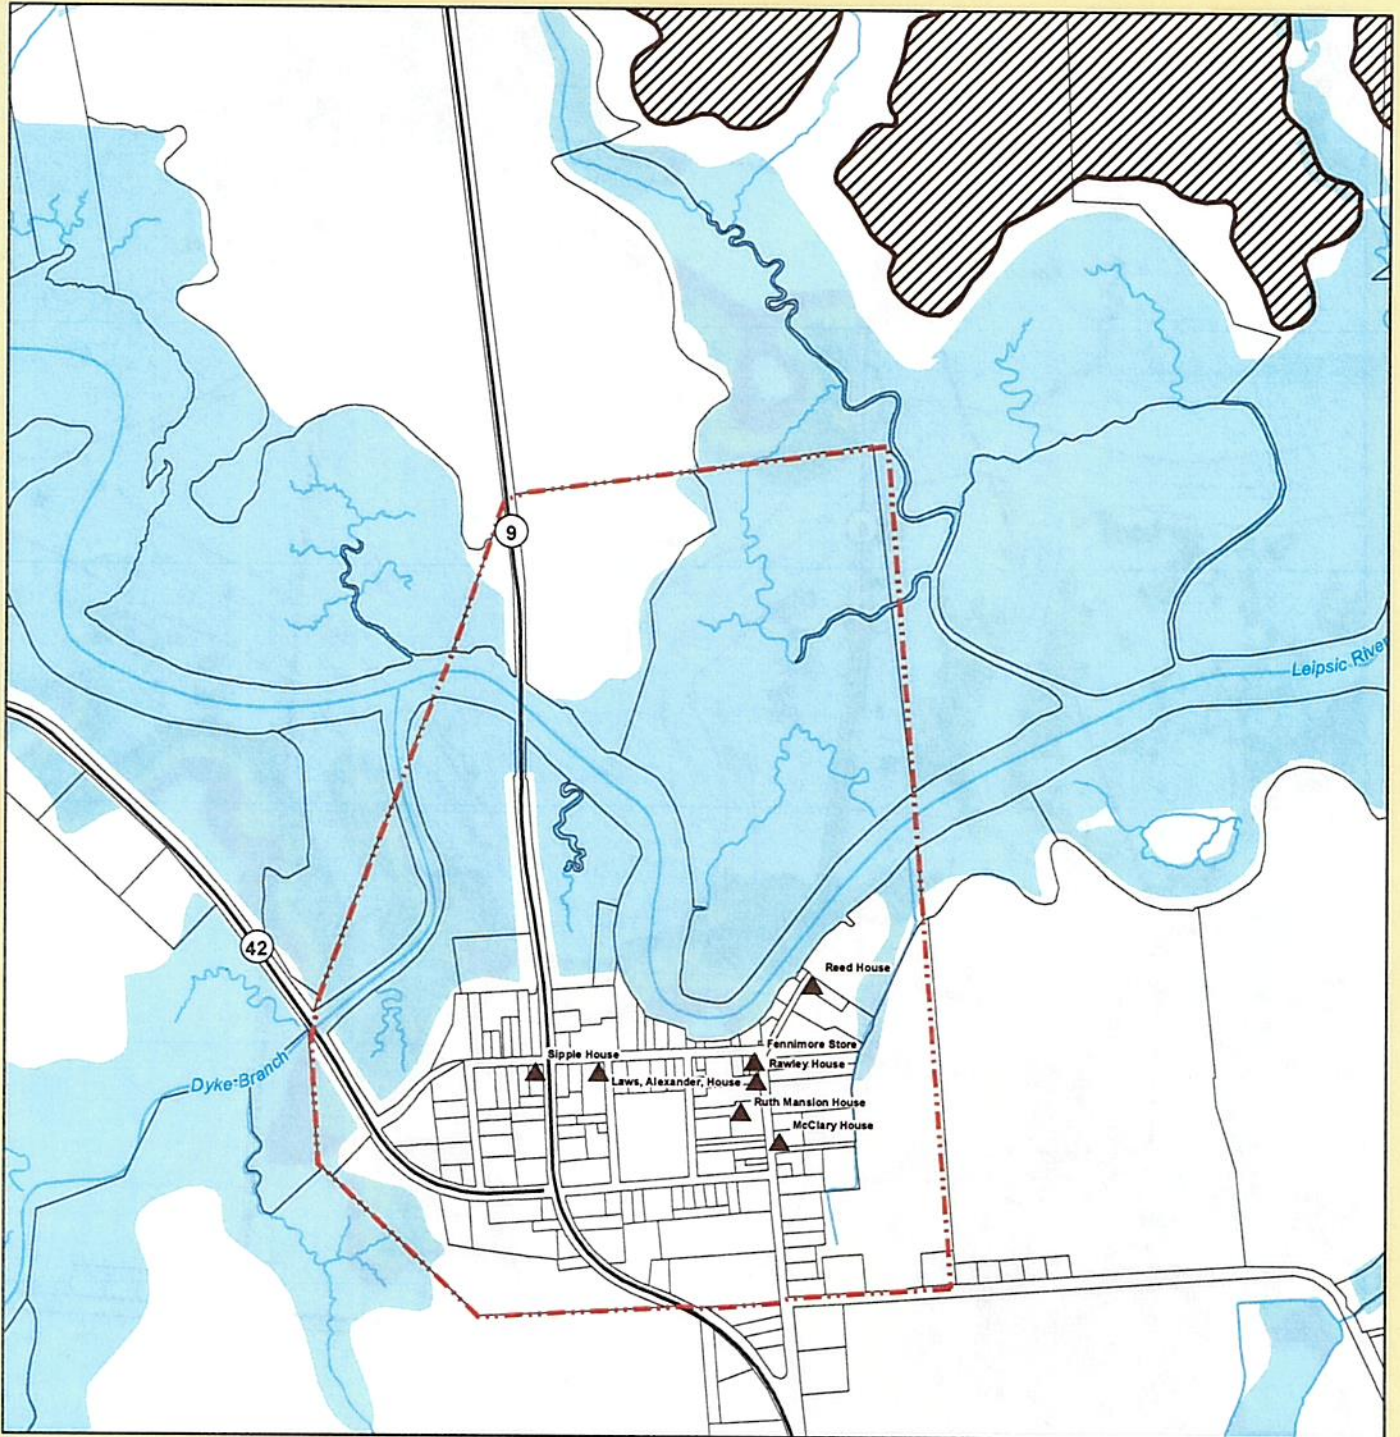 9
Leipsic River
42
Reed House
Fennimore Store
Sipple House
Rawley House
Dyke-Branch
Laws, Alexander, House
Ruth Mansion House
McClary House